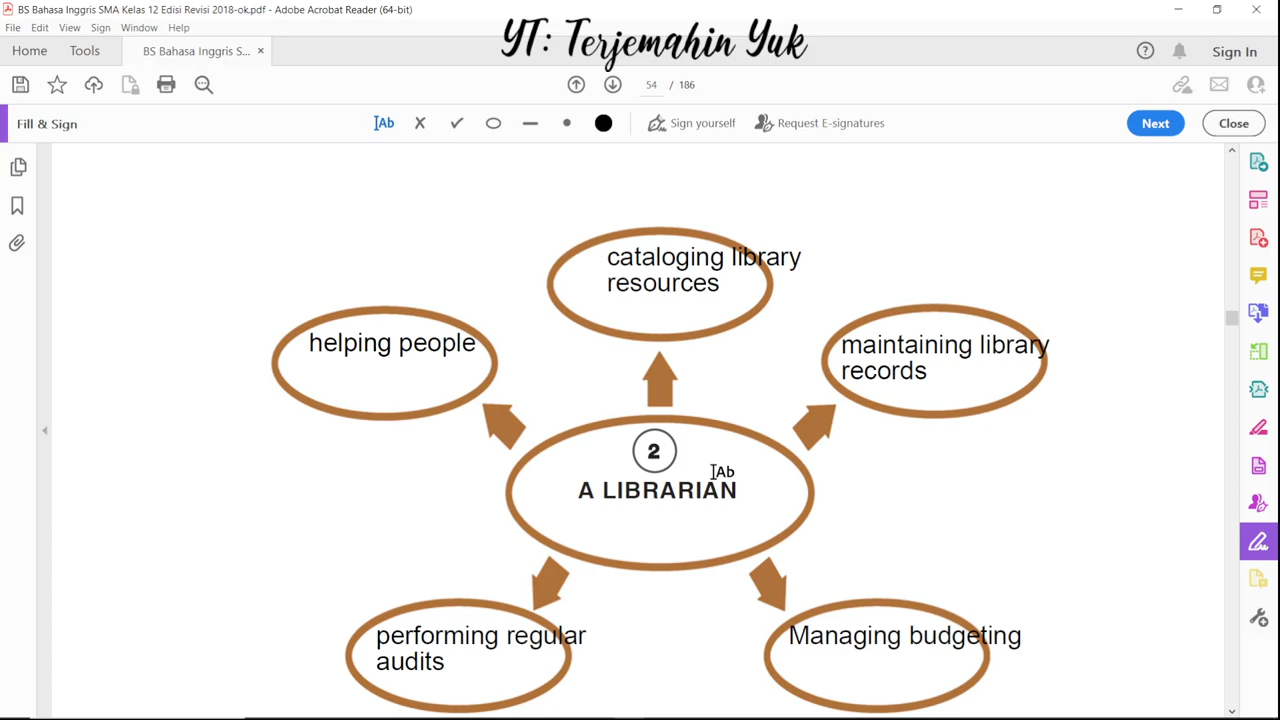 BS Bahasa Inggris SMA Kelas 12 Edisi Revisi 2018-ok.pdf - Adobe Acrobat Reader (64-bit)
File Edit View Sign Window Help
YT: Terjemahin Yuk
Home Tools BS Bahasa Inggris S... × Sign In
54 / 186
Fill & Sign Ab Sign yourself Request E-signatures Next Close
cataloging library
resources
helping people
maintaining library
records
2
Ab
A LIBRARIAN
performing regular
audits
Managing budgeting